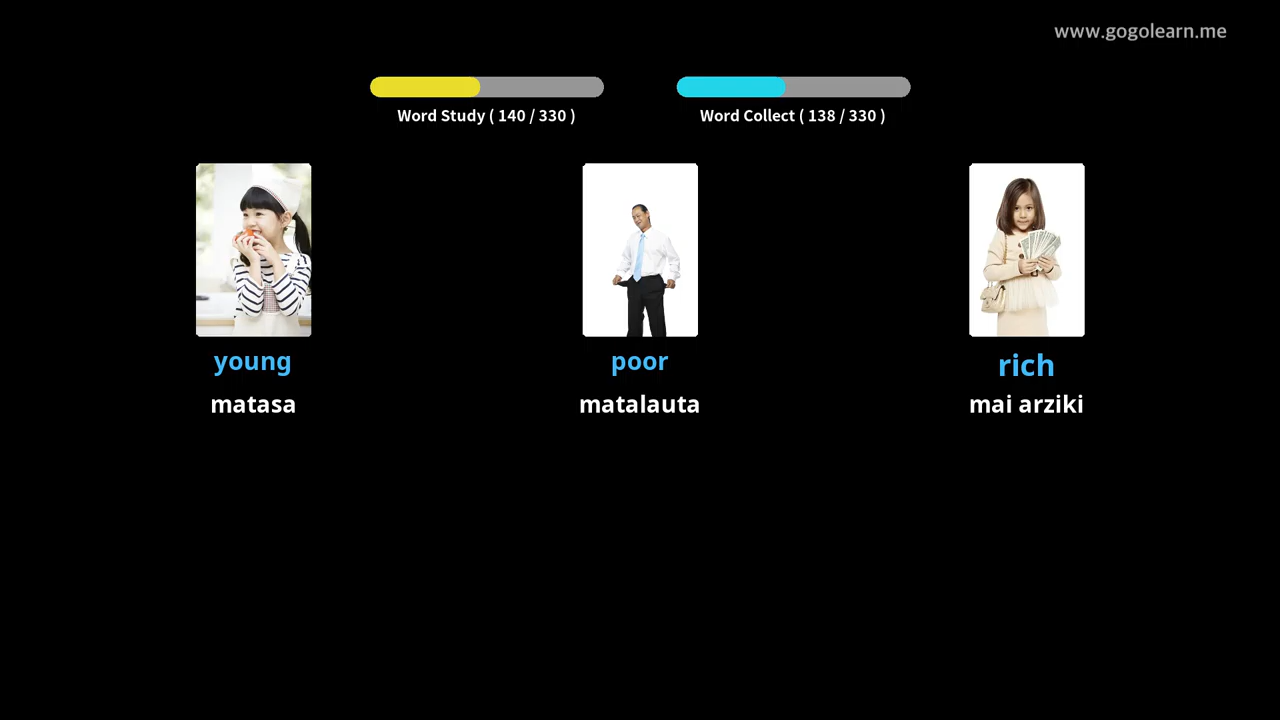 www.gogolearn.me
Word Study ( 140 / 330 )
Word Collect ( 138 / 330 )
young
poor
rich
matasa
matalauta
mai arziki